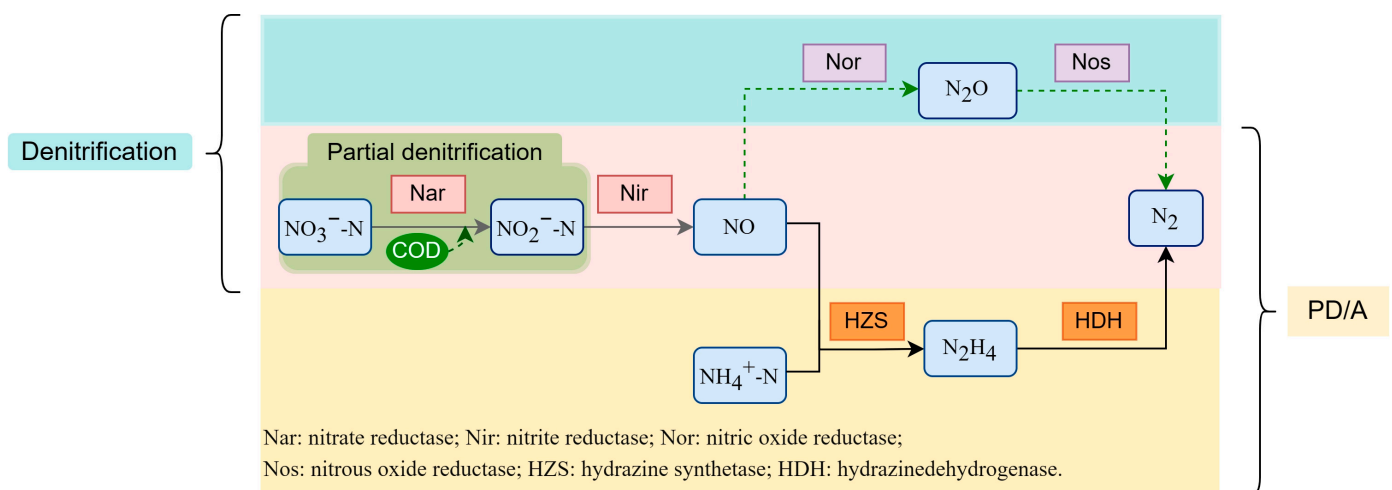 Nor
Nos
N₂O
Denitrification
Partial denitrification
Nar
Nir
NO₃⁻-N
NO₂⁻-N
NO
N₂
COD
PD/A
HZS
HDH
N₂H₄
NH₄⁺-N
Nar: nitrate reductase; Nir: nitrite reductase; Nor: nitric oxide reductase;
Nos: nitrous oxide reductase; HZS: hydrazine synthetase; HDH: hydrazinedehydrogenase.